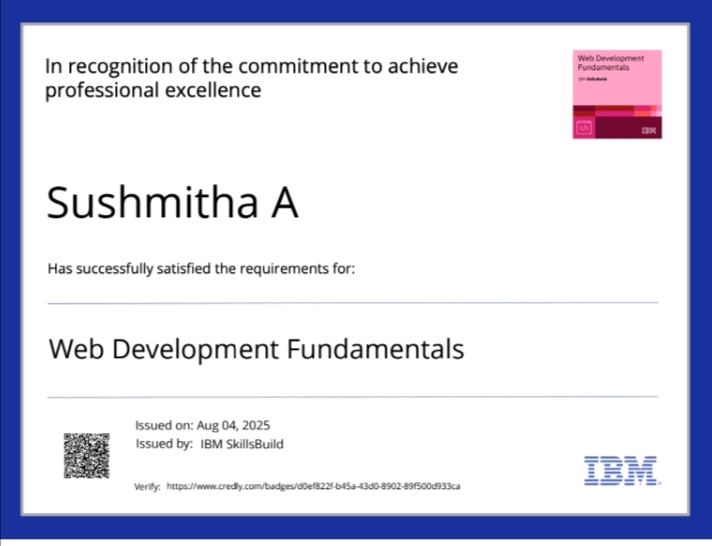 In recognition of the commitment to achieve
professional excellence
Web Development
Fundamentals
IBM SkillsBuild
</>
IBM
Sushmitha A
Has successfully satisfied the requirements for:
Web Development Fundamentals
Issued on: Aug 04, 2025
Issued by: IBM SkillsBuild
Verify: https://www.credly.com/badges/d0ef822f-b45a-43d0-8902-89f500d933ca
IBM